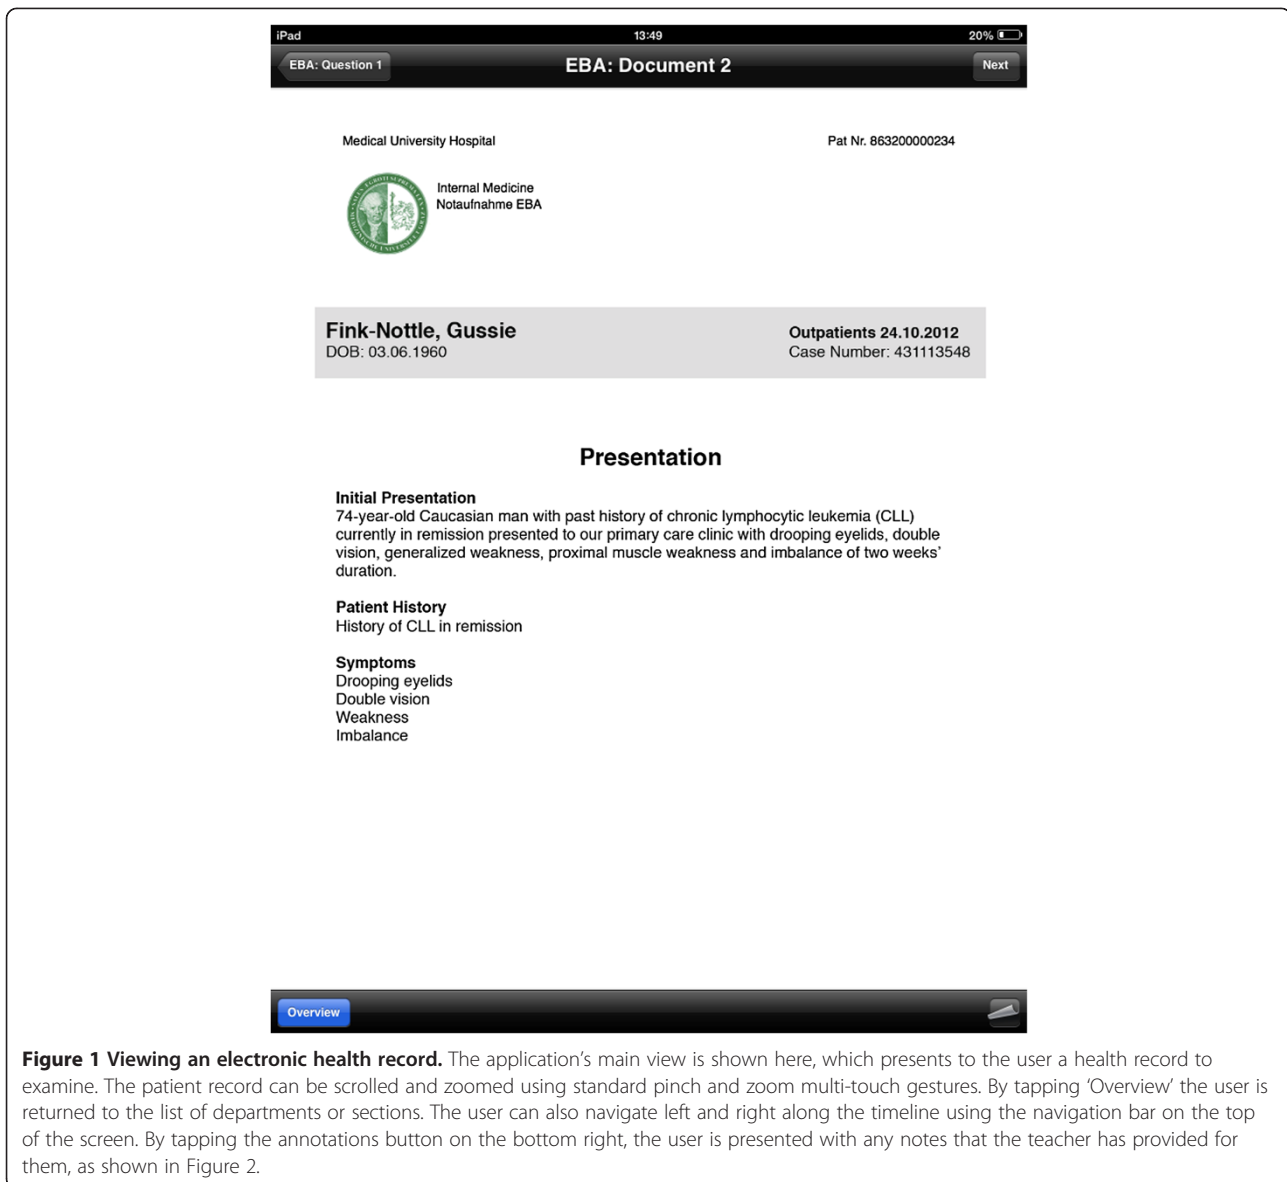 iPad 13:49 20%
EBA: Question 1 EBA: Document 2 Next
Medical University Hospital Pat Nr. 863200000234
Internal Medicine
Notaufnahme EBA
Fink-Nottle, Gussie Outpatients 24.10.2012
DOB: 03.06.1960 Case Number: 431113548
Presentation
Initial Presentation
74-year-old Caucasian man with past history of chronic lymphocytic leukemia (CLL)
currently in remission presented to our primary care clinic with drooping eyelids, double
vision, generalized weakness, proximal muscle weakness and imbalance of two weeks'
duration.
Patient History
History of CLL in remission
Symptoms
Drooping eyelids
Double vision
Weakness
Imbalance
Overview
Figure 1 Viewing an electronic health record. The application's main view is shown here, which presents to the user a health record to
examine. The patient record can be scrolled and zoomed using standard pinch and zoom multi-touch gestures. By tapping 'Overview' the user is
returned to the list of departments or sections. The user can also navigate left and right along the timeline using the navigation bar on the top
of the screen. By tapping the annotations button on the bottom right, the user is presented with any notes that the teacher has provided for
them, as shown in Figure 2.